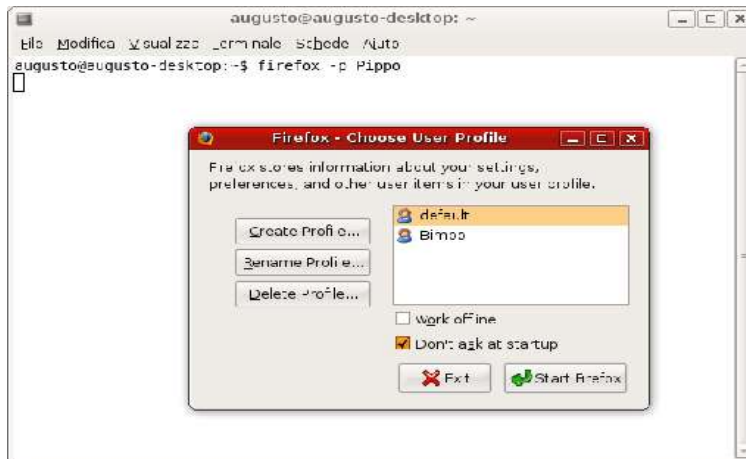 augusto@augusto-desktop: ~
File Modifica Visualizza Terminale Schede Aiuto
augusto@augusto-desktop:~$ firefox -p Pippo
Firefox - Choose User Profile
Firefox stores information about your settings,
preferences, and other user items in your user profile.
Create Profile...
Rename Profile...
Delete Profile...
default
Bimbo
Work offline
Don't ask at startup
Exit
Start Firefox